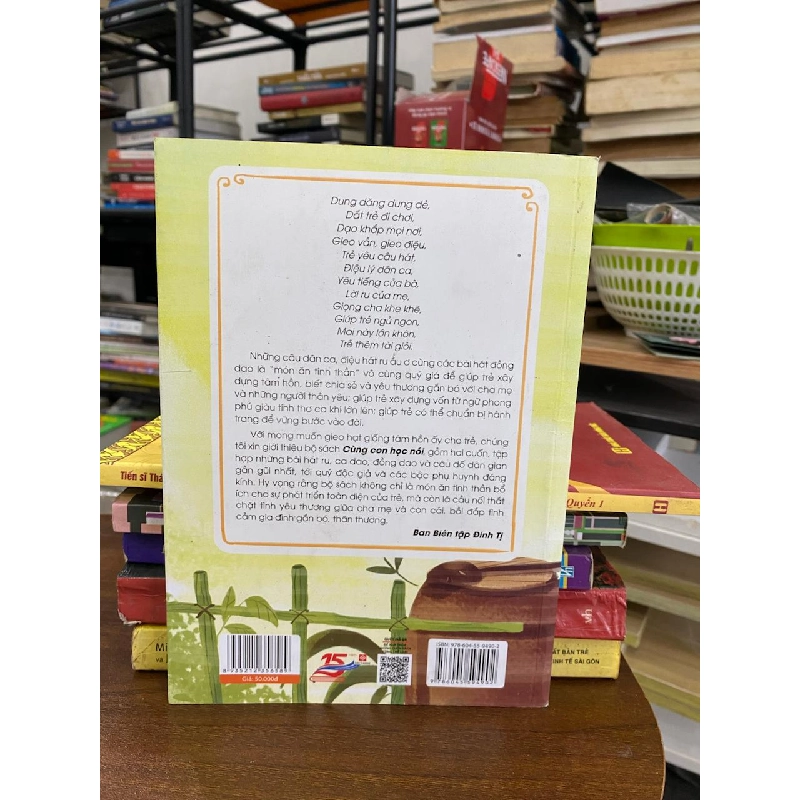 Dung dăng dung dẻ,
Dắt trẻ đi chơi,
Dạo khắp mọi nơi,
Gieo vần, gieo điệu,
Trẻ yêu câu hát,
Điệu lý dân ca,
Yêu tiếng của bà,
Lời ru của mẹ,
Giọng cha khe khẽ,
Giúp trẻ ngủ ngon,
Mai này lớn khôn,
Trẻ thêm tài giỏi.
Những câu dân ca, điệu hát ru ầu ơ cùng các bài hát đồng
dao là "món ăn tinh thần" vô cùng quý giá để giúp trẻ xây
dựng tâm hồn, biết chia sẻ và yêu thương gắn bó với cha mẹ
và những người thân yêu; giúp trẻ xây dựng vốn từ ngữ phong
phú giàu tính thơ ca khi lớn lên; giúp trẻ có thể chuẩn bị hành
trang để vững bước vào đời.
Với mong muốn gieo hạt giống tâm hồn ấy cho trẻ, chúng
tôi xin giới thiệu bộ sách Cùng con học nói, gồm hai cuốn, tập
hợp những bài hát ru, ca dao, đồng dao và câu đố dân gian
gần gũi nhất, tới quý độc giả và các bậc phụ huynh đáng
kính. Hy vọng rằng bộ sách không chỉ là món ăn tinh thần bổ
ích cho sự phát triển toàn diện của trẻ, mà còn là cầu nối thắt
chặt tình yêu thương giữa cha mẹ và con cái, bồi đắp tình
cảm gia đình gắn bó, thân thương.
Ban Biên tập Đinh Tị
Giá: 50.000đ
15
Tiến sĩ
Quyển 1
ẤT BẢN TRẺ
INH TẾ SÀI GÒN